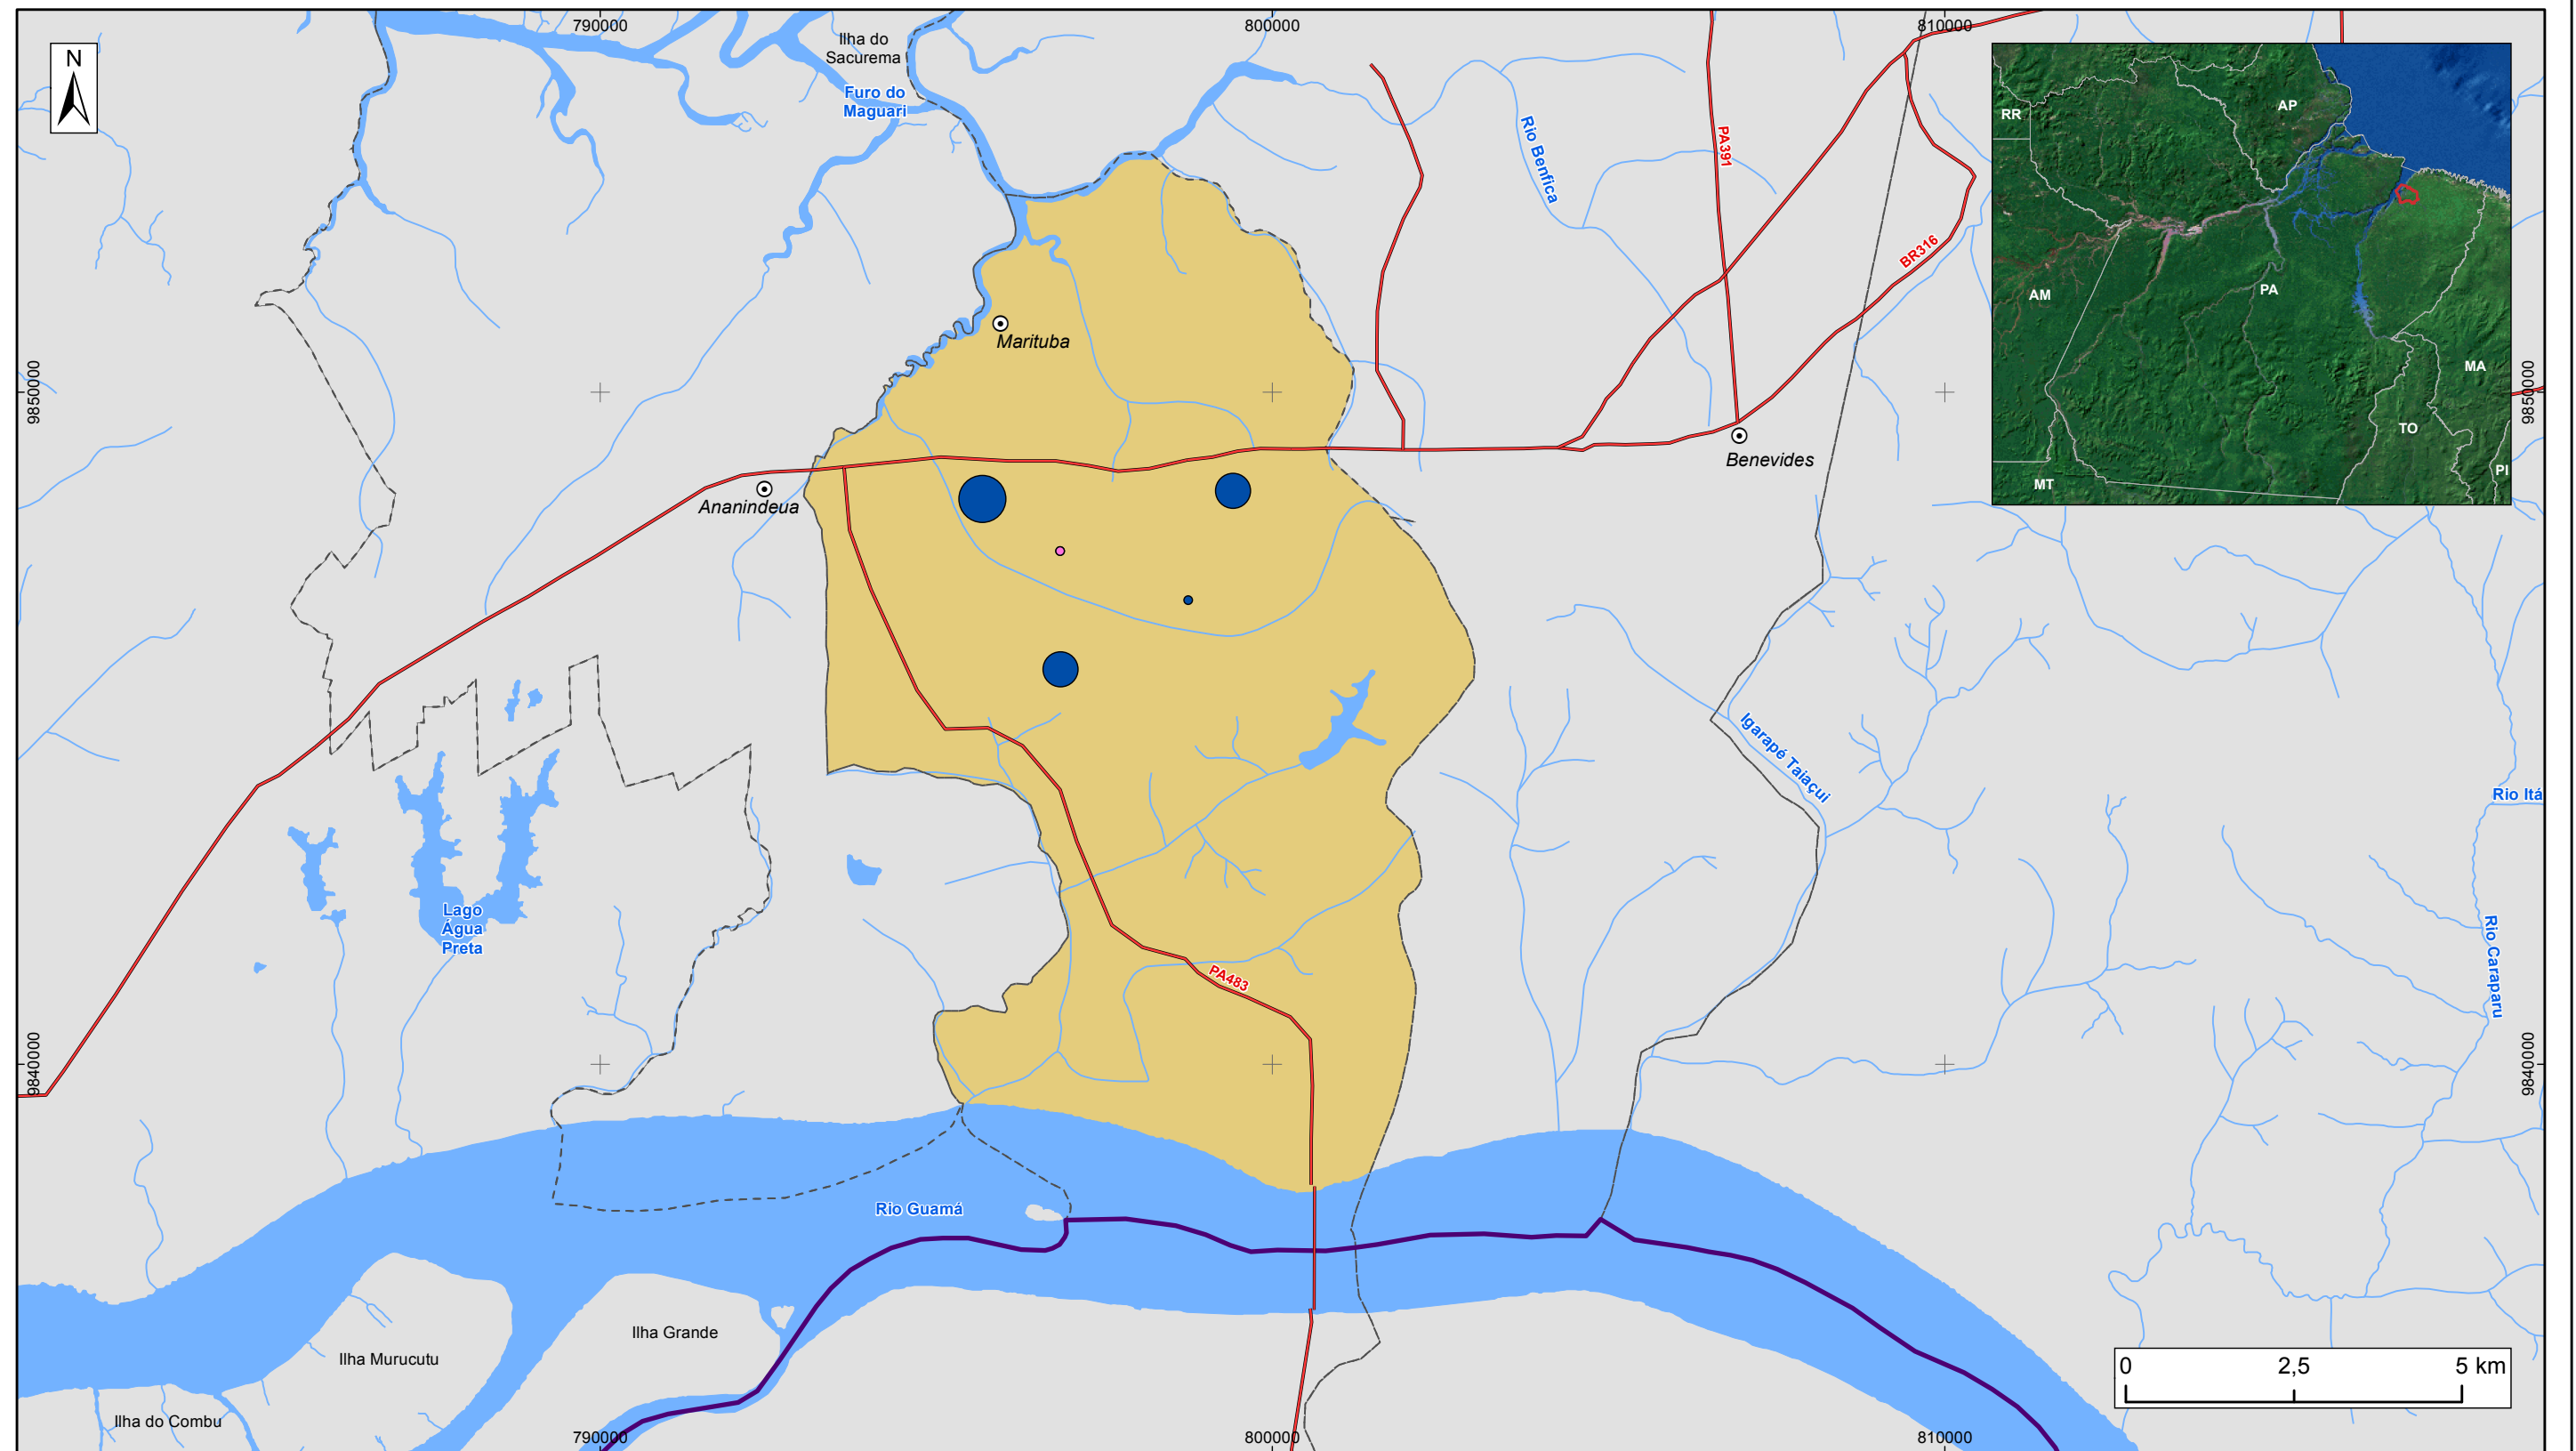 790000
800000
810000
N
Ilha do
Sacurema
Furo do
Maguari
Rio Benfica
PA391
BR316
RR
AP
AM
PA
MA
TO
PI
MT
9850000
9850000
Marituba
Ananindeua
Benevides
Igarapé Taiaçuí
Rio Itá
Rio Caraparu
Lago
Água
Preta
PA483
9840000
9840000
Rio Guamá
Ilha Grande
Ilha Murucutu
Ilha do Combu
0 2,5 5 km
790000
800000
810000